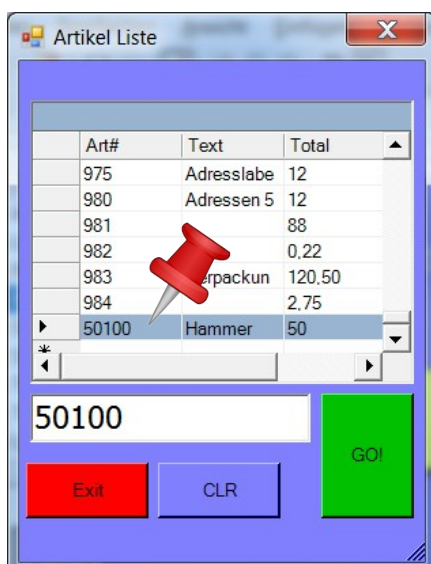 Artikel Liste
Art# Text Total
975 Adresslabe 12
980 Adressen 5 12
981 88
982 0,22
983 erpackun 120,50
984 2,75
50100 Hammer 50
50100
GO!
Exit CLR